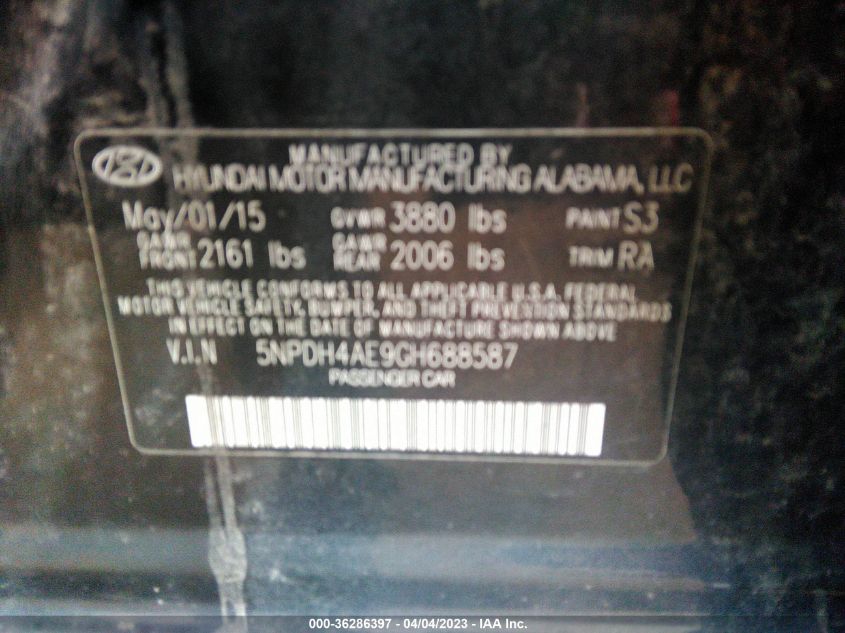 MANUFACTURED BY
HYUNDAI MOTOR MANUFACTURING ALABAMA, LLC
May/01/15 GVWR 3880 lbs PAINT S3
GAWR FRONT 2161 lbs GAWR REAR 2006 lbs TRIM RA
THIS VEHICLE CONFORMS TO ALL APPLICABLE U.S.A. FEDERAL
MOTOR VEHICLE SAFETY, BUMPER, AND THEFT PREVENTION STANDARDS
IN EFFECT ON THE DATE OF MANUFACTURE SHOWN ABOVE
V.I.N 5NPDH4AE9GH688587
PASSENGER CAR
000-36286397 - 04/04/2023 - IAA Inc.